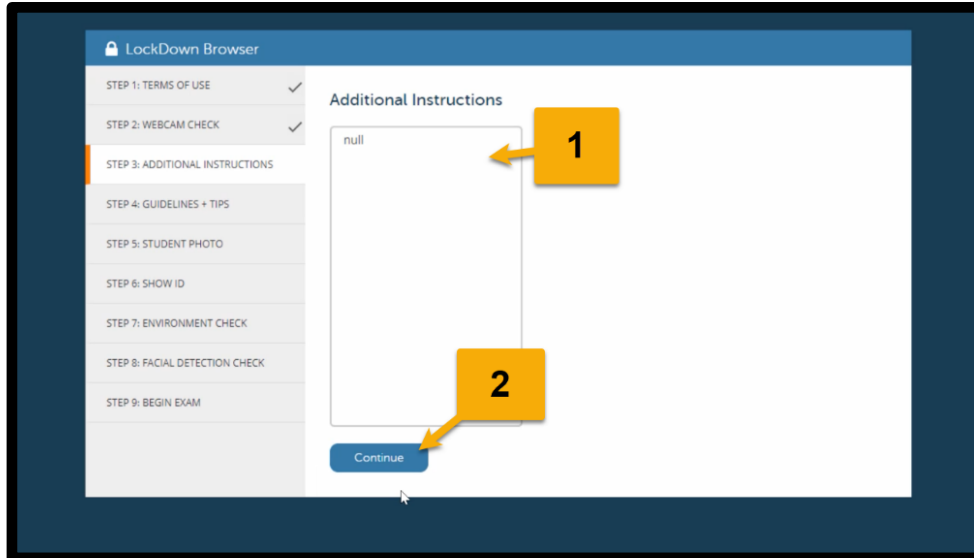 LockDown Browser
STEP 1: TERMS OF USE
STEP 2: WEBCAM CHECK
STEP 3: ADDITIONAL INSTRUCTIONS
STEP 4: GUIDELINES + TIPS
STEP 5: STUDENT PHOTO
STEP 6: SHOW ID
STEP 7: ENVIRONMENT CHECK
STEP 8: FACIAL DETECTION CHECK
STEP 9: BEGIN EXAM
Additional Instructions
null
1
2
Continue